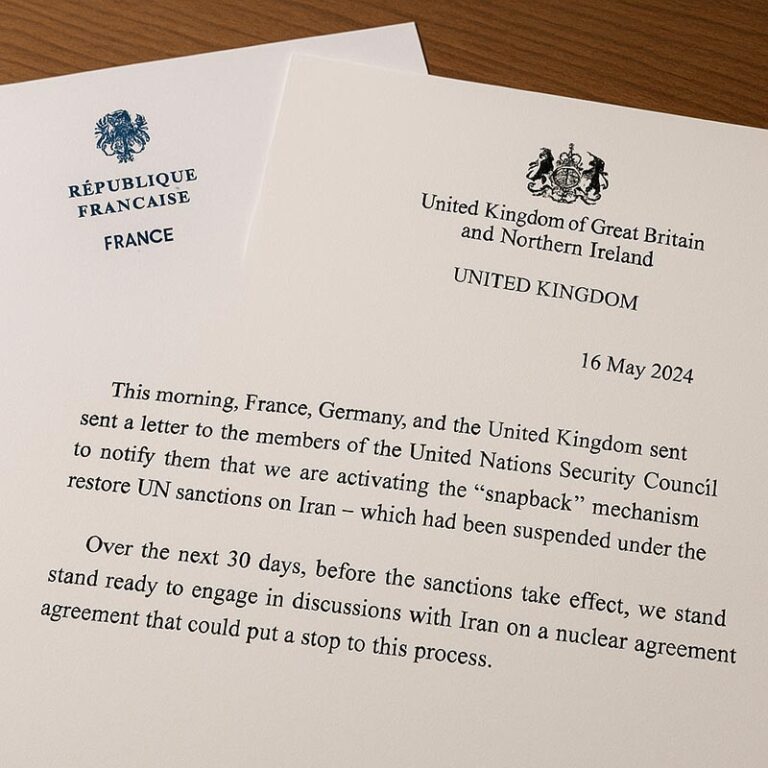 RÉPUBLIQUE
FRANCAISE
FRANCE
United Kingdom of Great Britain
and Northern Ireland
UNITED KINGDOM
16 May 2024
This morning, France, Germany, and the United Kingdom sent
sent a letter to the members of the United Nations Security Council
to notify them that we are activating the “snapback” mechanism
restore UN sanctions on Iran – which had been suspended under the
Over the next 30 days, before the sanctions take effect, we stand
stand ready to engage in discussions with Iran on a nuclear agreement
agreement that could put a stop to this process.